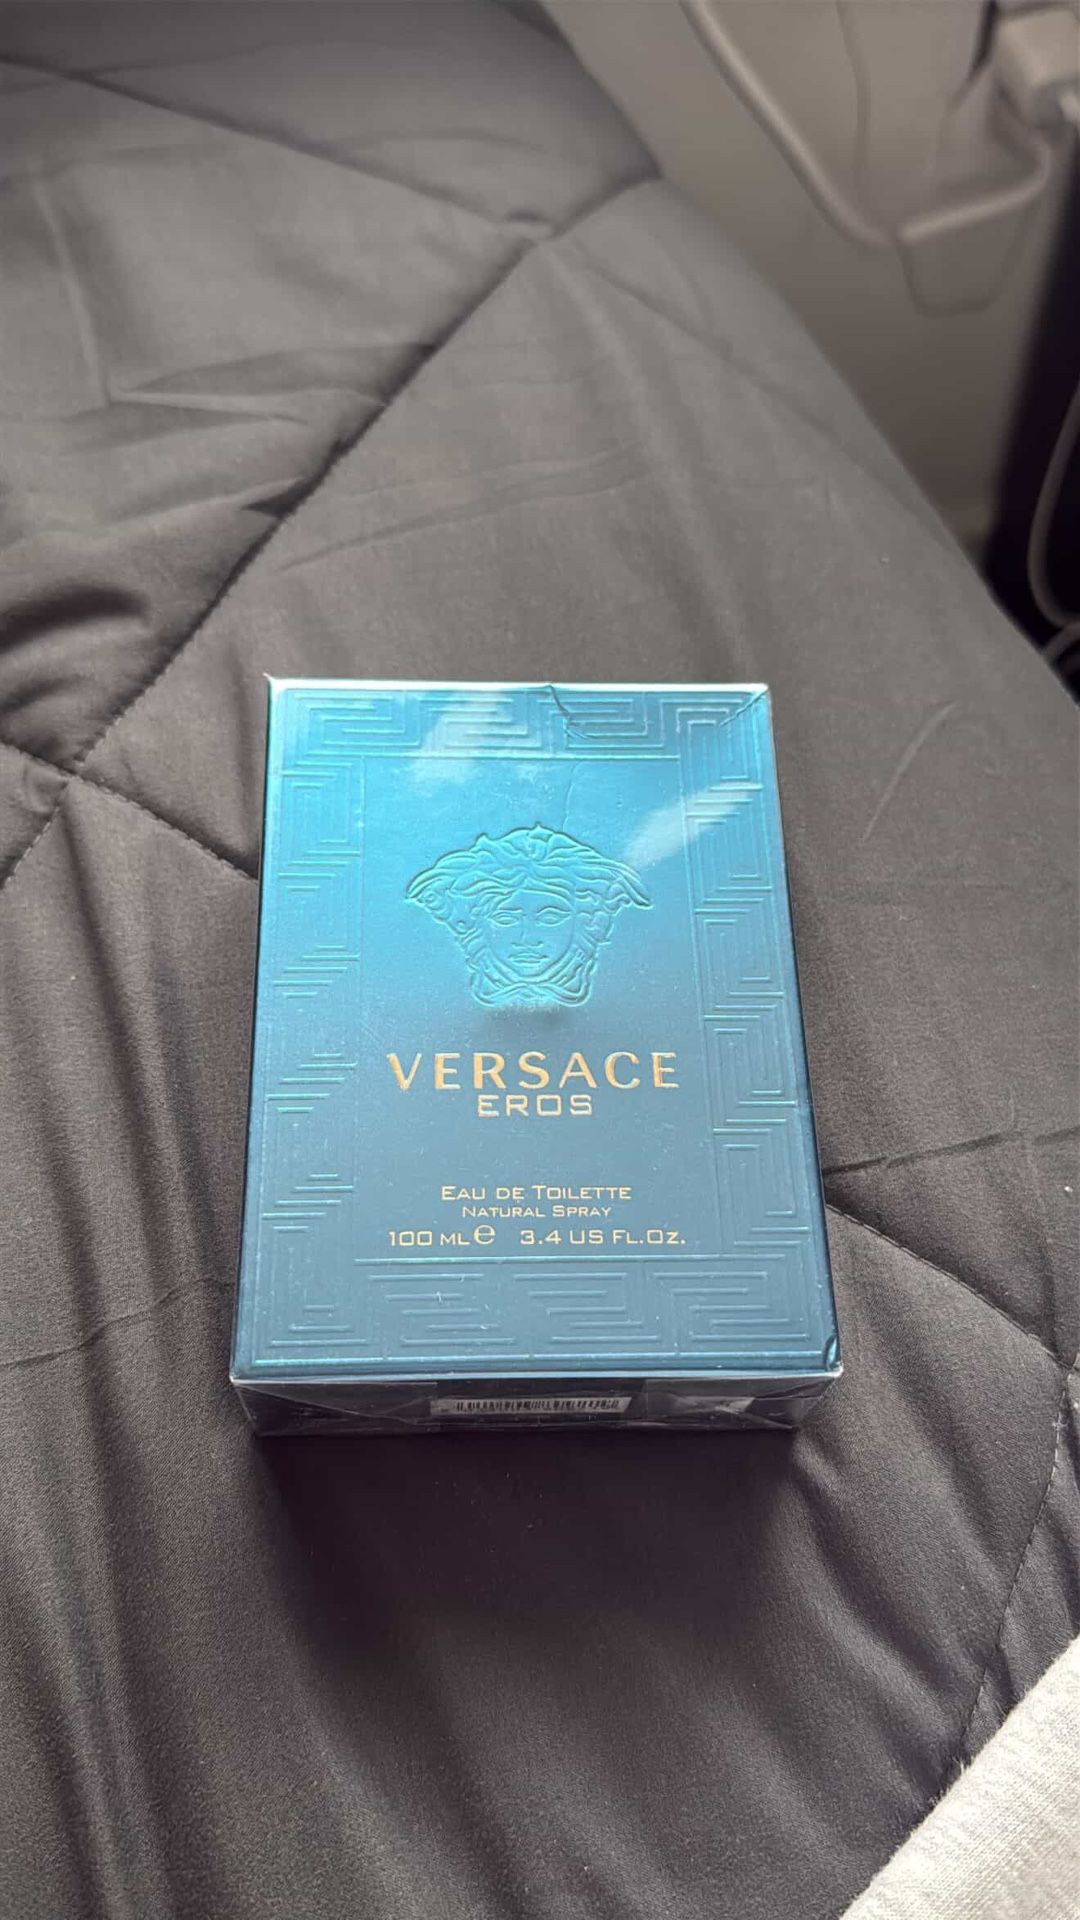 VERSACE
EROS
EAU DE TOILETTE
NATURAL SPRAY
100 ML ℮ 3.4 US FL.OZ.